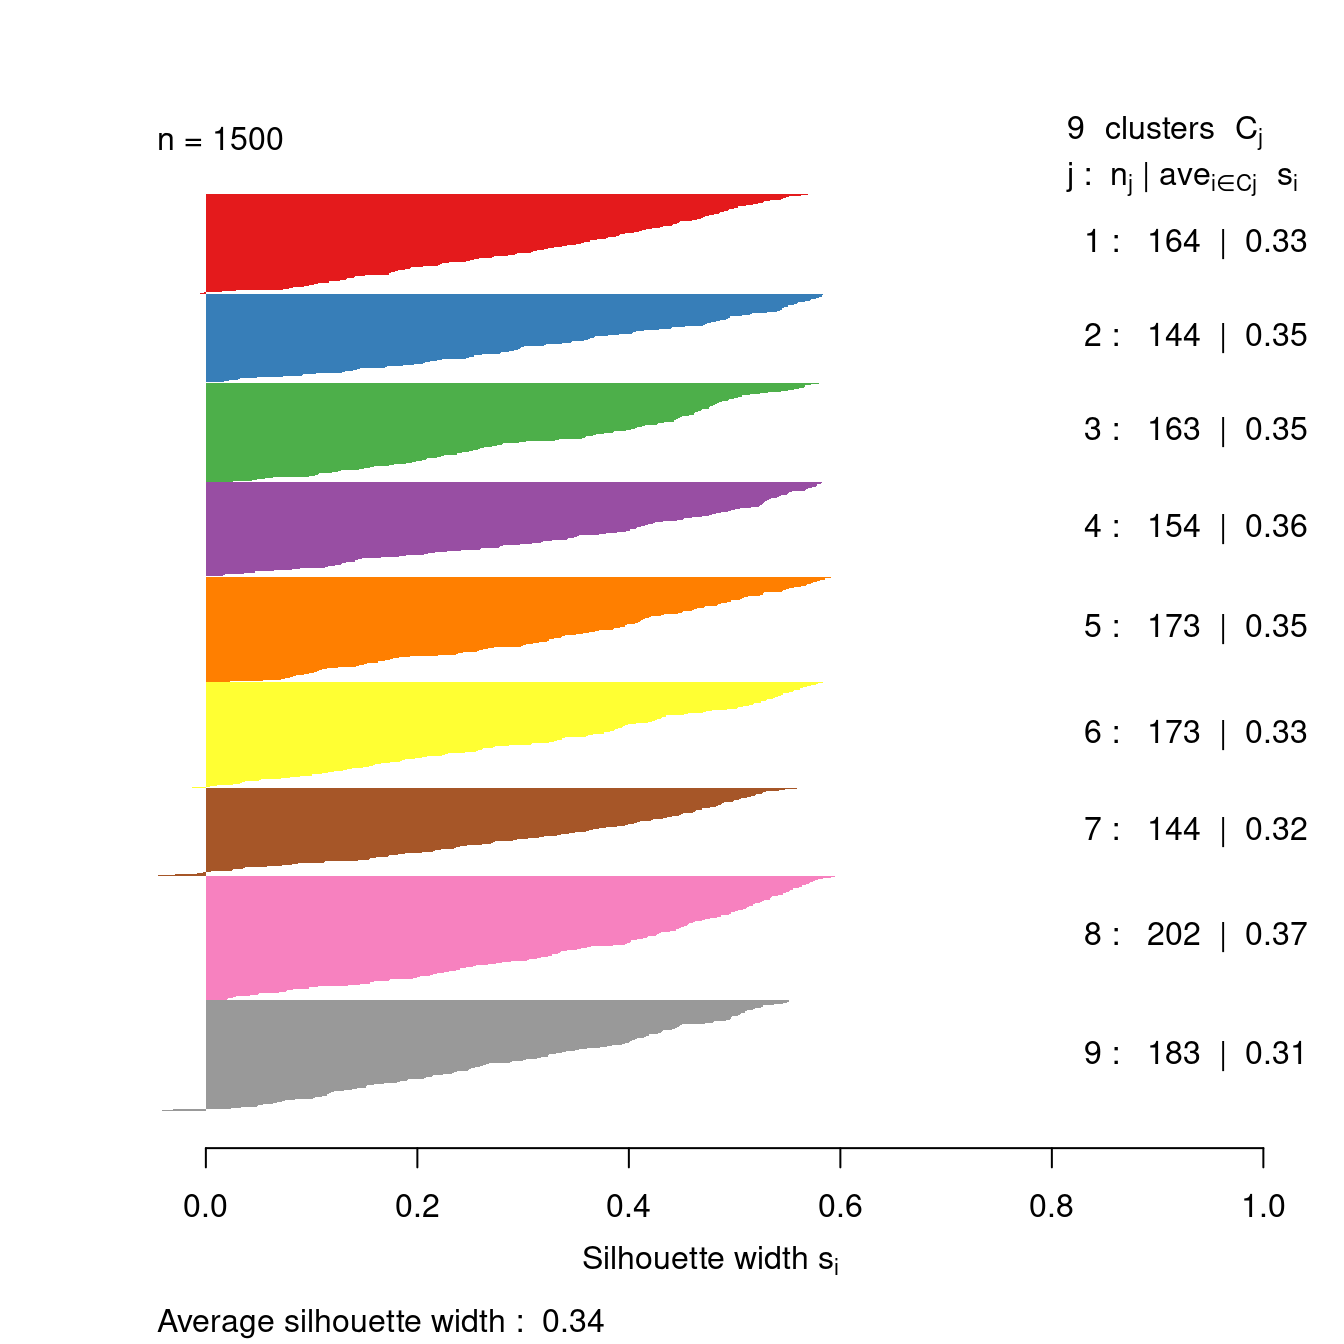 n = 1500
9 clusters Cj
j : nj | avei∈Cj si
1 : 164 | 0.33
2 : 144 | 0.35
3 : 163 | 0.35
4 : 154 | 0.36
5 : 173 | 0.35
6 : 173 | 0.33
7 : 144 | 0.32
8 : 202 | 0.37
9 : 183 | 0.31
0.0 0.2 0.4 0.6 0.8 1.0
Silhouette width si
Average silhouette width : 0.34